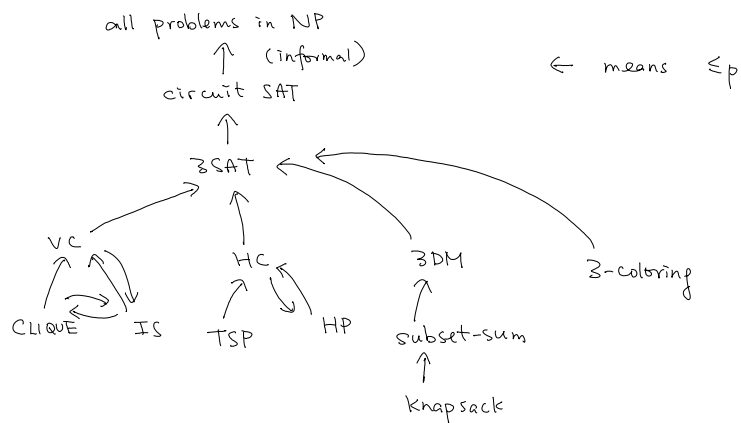 all problems in NP
(informal)
← means ≤p
circuit SAT
3SAT
VC
HC
3DM
3-coloring
CLIQUE
IS
TSP
HP
subset-sum
Knapsack